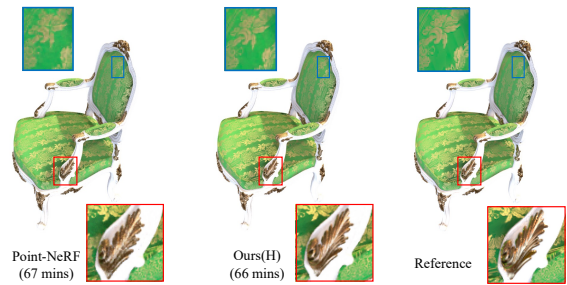 Point-NeRF
(67 mins)
Ours(H)
(66 mins)
Reference